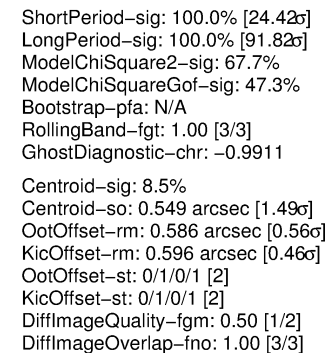 ShortPeriod−sig: 100.0% [24.42σ]
LongPeriod−sig: 100.0% [91.82σ]
ModelChiSquare2−sig: 67.7%
ModelChiSquareGof−sig: 47.3%
Bootstrap−pfa: N/A
RollingBand−fgt: 1.00 [3/3]
GhostDiagnostic−chr: −0.9911
Centroid−sig: 8.5%
Centroid−so: 0.549 arcsec [1.49σ]
OotOffset−rm: 0.586 arcsec [0.56σ]
KicOffset−rm: 0.596 arcsec [0.46σ]
OotOffset−st: 0/1/0/1 [2]
KicOffset−st: 0/1/0/1 [2]
DiffImageQuality−fgm: 0.50 [1/2]
DiffImageOverlap−fno: 1.00 [3/3]